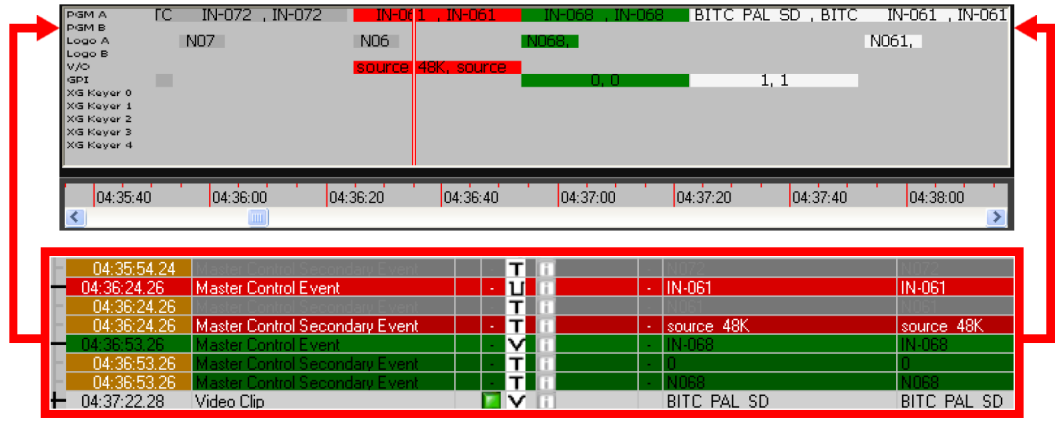 PGM A TC IN-072 , IN-072 IN-061 , IN-061 IN-068 , IN-068 BITC PAL SD , BITC IN-061 , IN-061
PGM B
Logo A N07 N06 N068, N061,
Logo B
V/O source 48K, source
GPI 0, 0 1, 1
XG Keyer 0
XG Keyer 1
XG Keyer 2
XG Keyer 3
XG Keyer 4
04:35:40 04:36:00 04:36:20 04:36:40 04:37:00 04:37:20 04:37:40 04:38:00
04:35:54.24 Master Control Secondary Event T i - N072 N072
04:36:24.26 Master Control Event - U i - IN-061 IN-061
04:36:24.26 Master Control Secondary Event T i - N061 N061
04:36:24.26 Master Control Secondary Event - T i - source 48K source 48K
04:36:53.26 Master Control Event - V i - IN-068 IN-068
04:36:53.26 Master Control Secondary Event - T i - 0 0
04:36:53.26 Master Control Secondary Event - T i - N068 N068
04:37:22.28 Video Clip V i BITC PAL SD BITC PAL SD